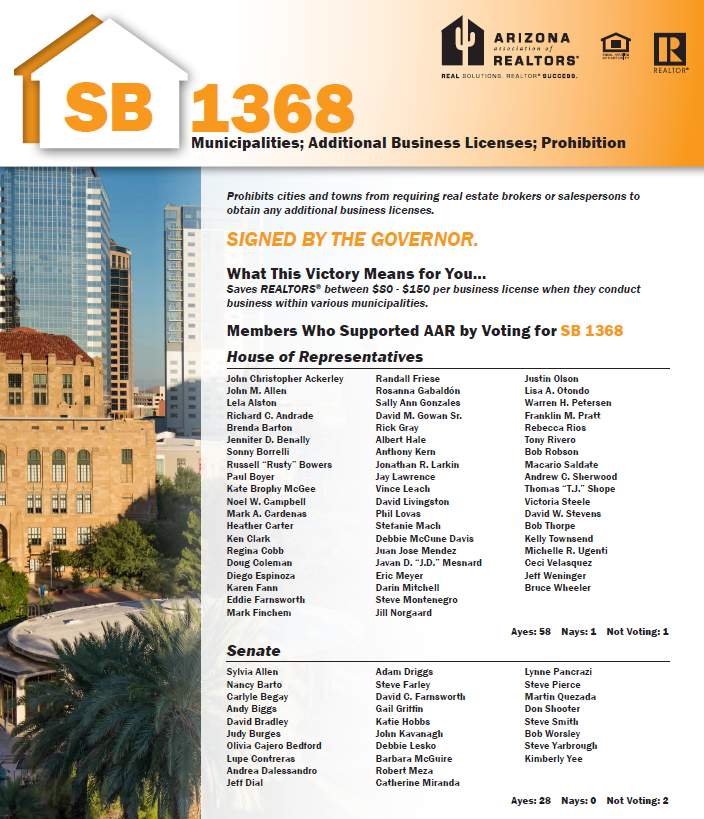 SB 1368
Municipalities; Additional Business Licenses; Prohibition
ARIZONA
association of
REALTORS®
REAL SOLUTIONS. REALTOR® SUCCESS.
EQUAL HOUSING
OPPORTUNITY
R
REALTOR®
Prohibits cities and towns from requiring real estate brokers or salespersons to
obtain any additional business licenses.
SIGNED BY THE GOVERNOR.
What This Victory Means for You...
Saves REALTORS® between $80 - $150 per business license when they conduct
business within various municipalities.
Members Who Supported AAR by Voting for SB 1368
House of Representatives
John Christopher Ackerley
John M. Allen
Lela Alston
Richard C. Andrade
Brenda Barton
Jennifer D. Benally
Sonny Borrelli
Russell “Rusty” Bowers
Paul Boyer
Kate Brophy McGee
Noel W. Campbell
Mark A. Cardenas
Heather Carter
Ken Clark
Regina Cobb
Doug Coleman
Diego Espinoza
Karen Fann
Eddie Farnsworth
Mark Finchem
Randall Friese
Rosanna Gabaldón
Sally Ann Gonzales
David M. Gowan Sr.
Rick Gray
Albert Hale
Anthony Kern
Jonathan R. Larkin
Jay Lawrence
Vince Leach
David Livingston
Phil Lovas
Stefanie Mach
Debbie McCune Davis
Juan Jose Mendez
Javan D. “J.D.” Mesnard
Eric Meyer
Darin Mitchell
Steve Montenegro
Jill Norgaard
Justin Olson
Lisa A. Otondo
Warren H. Petersen
Franklin M. Pratt
Rebecca Rios
Tony Rivero
Bob Robson
Macario Saldate
Andrew C. Sherwood
Thomas “T.J.” Shope
Victoria Steele
David W. Stevens
Bob Thorpe
Kelly Townsend
Michelle R. Ugenti
Ceci Velasquez
Jeff Weninger
Bruce Wheeler
Ayes: 58 Nays: 1 Not Voting: 1
Senate
Sylvia Allen
Nancy Barto
Carlyle Begay
Andy Biggs
David Bradley
Judy Burges
Olivia Cajero Bedford
Lupe Contreras
Andrea Dalessandro
Jeff Dial
Adam Driggs
Steve Farley
David C. Farnsworth
Gail Griffin
Katie Hobbs
John Kavanagh
Debbie Lesko
Barbara McGuire
Robert Meza
Catherine Miranda
Lynne Pancrazi
Steve Pierce
Martin Quezada
Don Shooter
Steve Smith
Bob Worsley
Steve Yarbrough
Kimberly Yee
Ayes: 28 Nays: 0 Not Voting: 2